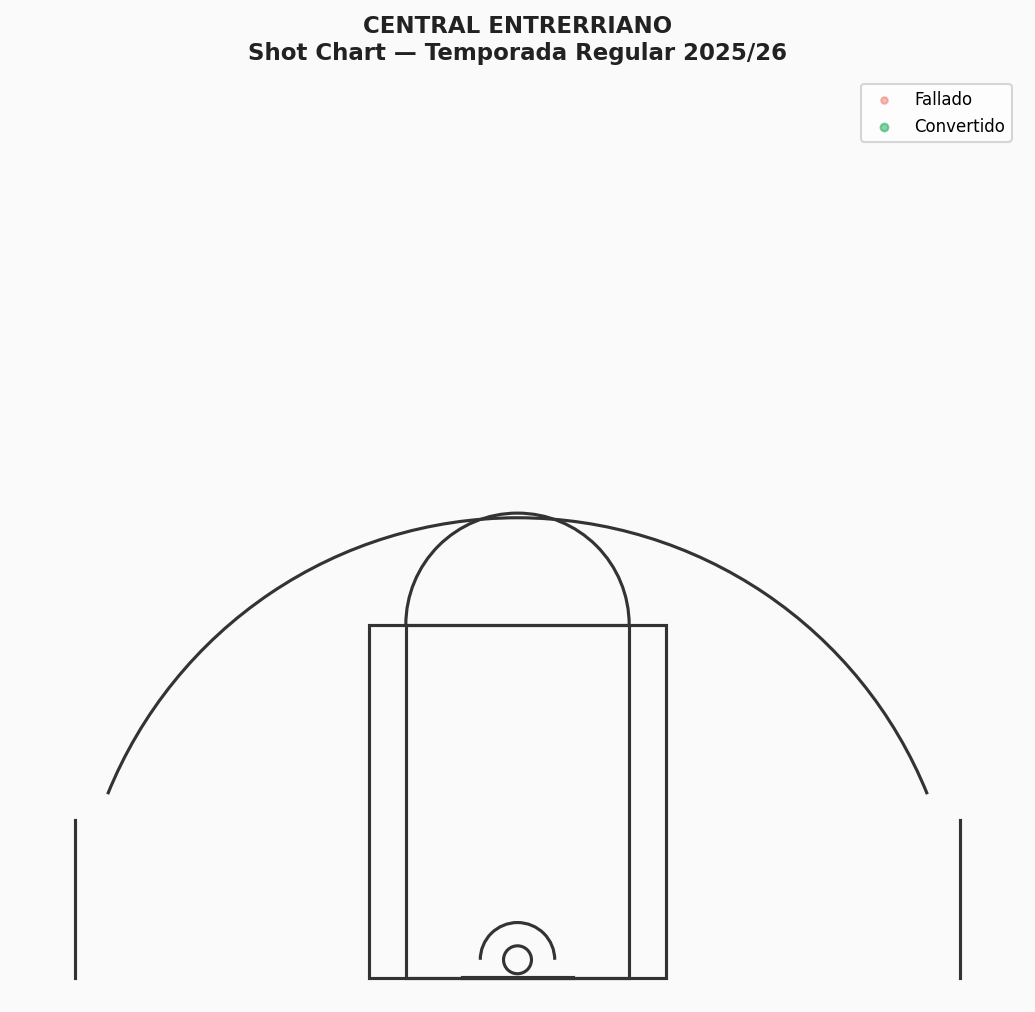 CENTRAL ENTRERRIANO
Shot Chart — Temporada Regular 2025/26
Fallado
Convertido